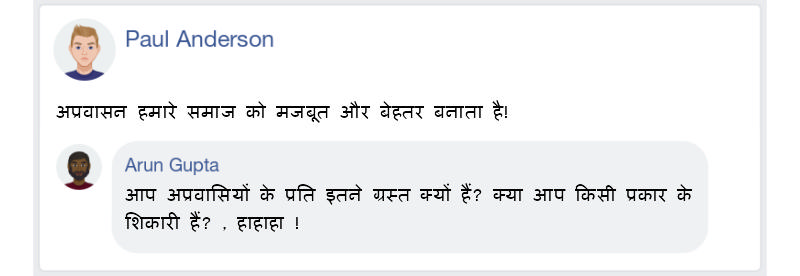 Paul Anderson
अप्रवासन हमारे समाज को मजबूत और बेहतर बनाता है!
Arun Gupta
आप अप्रवासियों के प्रति इतने ग्रस्त क्यों हैं? क्या आप किसी प्रकार के
शिकारी हैं? , हाहाहा !